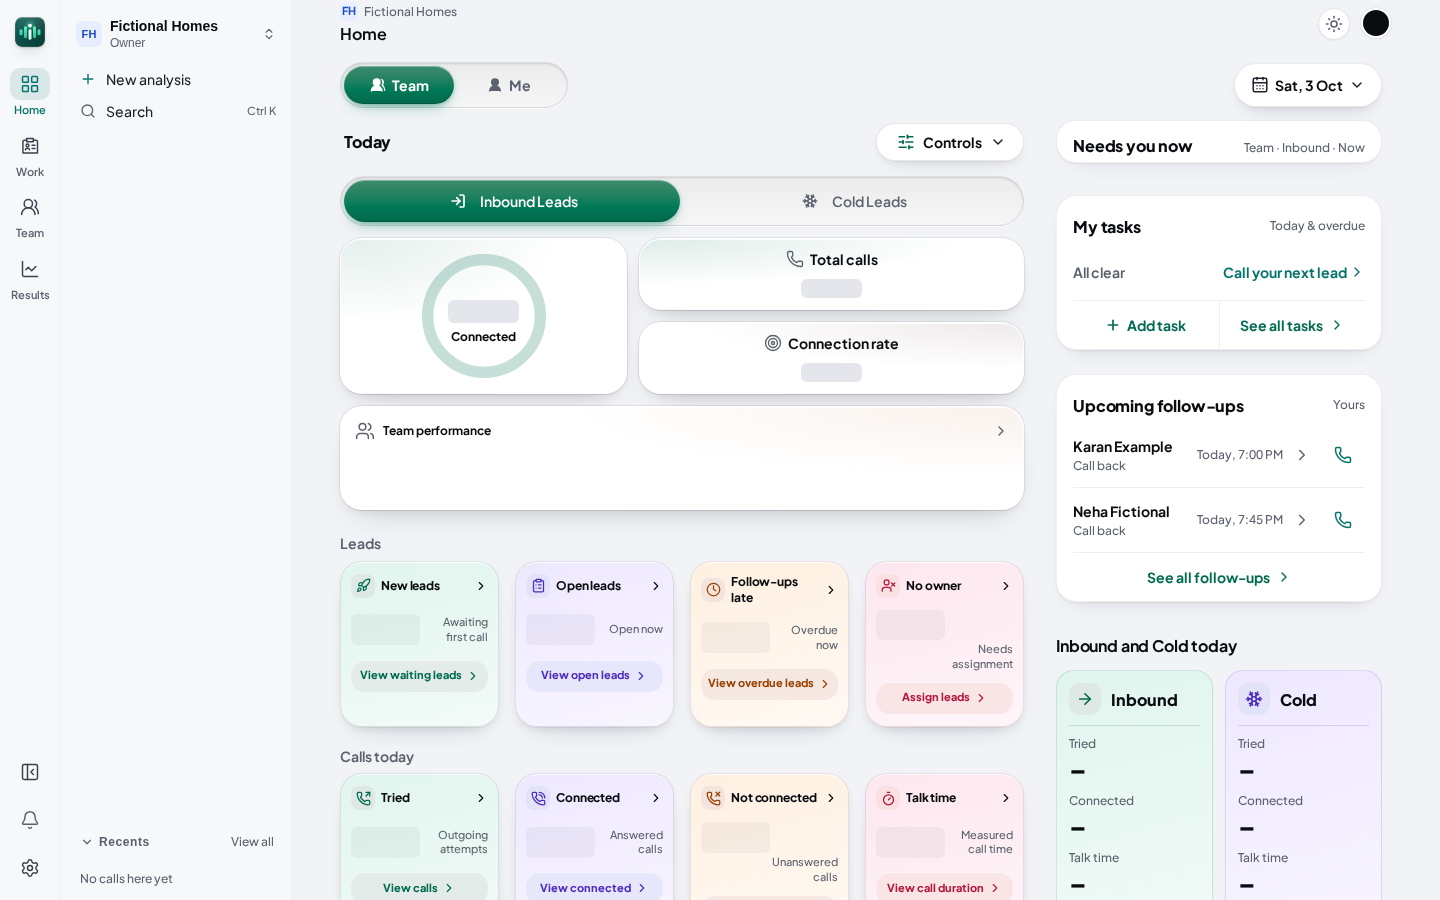 FH Fictional Homes
Owner
New analysis
Search Ctrl K
Home
Work
Team
Results
Recents View all
No calls here yet
FH Fictional Homes
Home
Team Me
Sat, 3 Oct
Today
Controls
Inbound Leads Cold Leads
Connected
Total calls
Connection rate
Team performance
Leads
New leads
Awaiting
first call
View waiting leads
Open leads
Open now
View open leads
Follow-ups
late
Overdue
now
View overdue leads
No owner
Needs
assignment
Assign leads
Calls today
Tried
Outgoing
attempts
View calls
Connected
Answered
calls
View connected
Not connected
Unanswered
calls
Talk time
Measured
call time
View call duration
Needs you now Team · Inbound · Now
My tasks Today & overdue
All clear Call your next lead
Add task See all tasks
Upcoming follow-ups Yours
Karan Example
Call back
Today, 7:00 PM
Neha Fictional
Call back
Today, 7:45 PM
See all follow-ups
Inbound and Cold today
Inbound
Tried
–
Connected
–
Talk time
–
Cold
Tried
–
Connected
–
Talk time
–